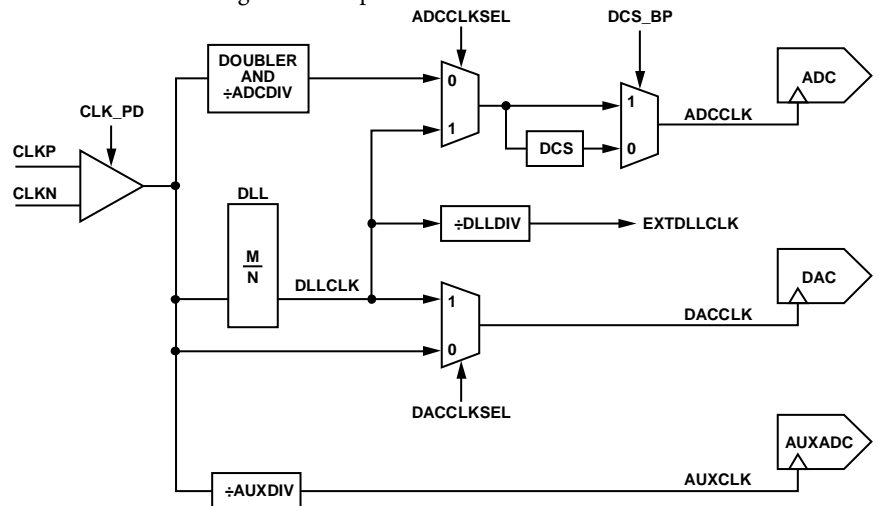 ADCCLKSEL
DCS_BP
DOUBLER
AND
÷ADCDIV
0
1
ADC
CLK_PD
1
0
ADCCLK
DCS
CLKP
CLKN
DLL
M
N
÷DLLDIV
EXTDLLCLK
DLLCLK
1
0
DAC
DACCLK
DACCLKSEL
AUXADC
÷AUXDIV
AUXCLK